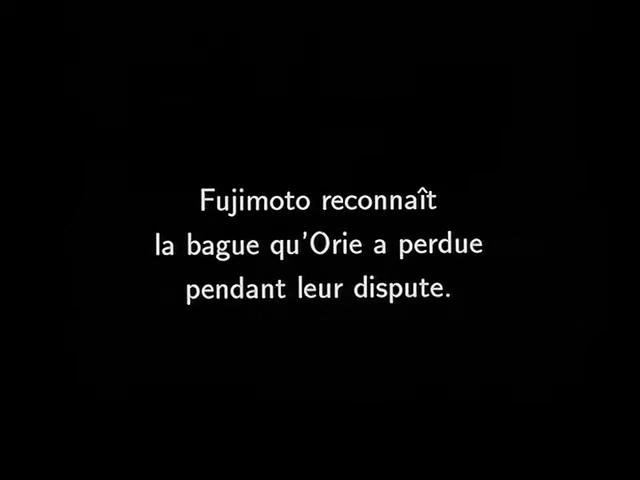 Fujimoto reconnaît
la bague qu'Orie a perdue
pendant leur dispute.